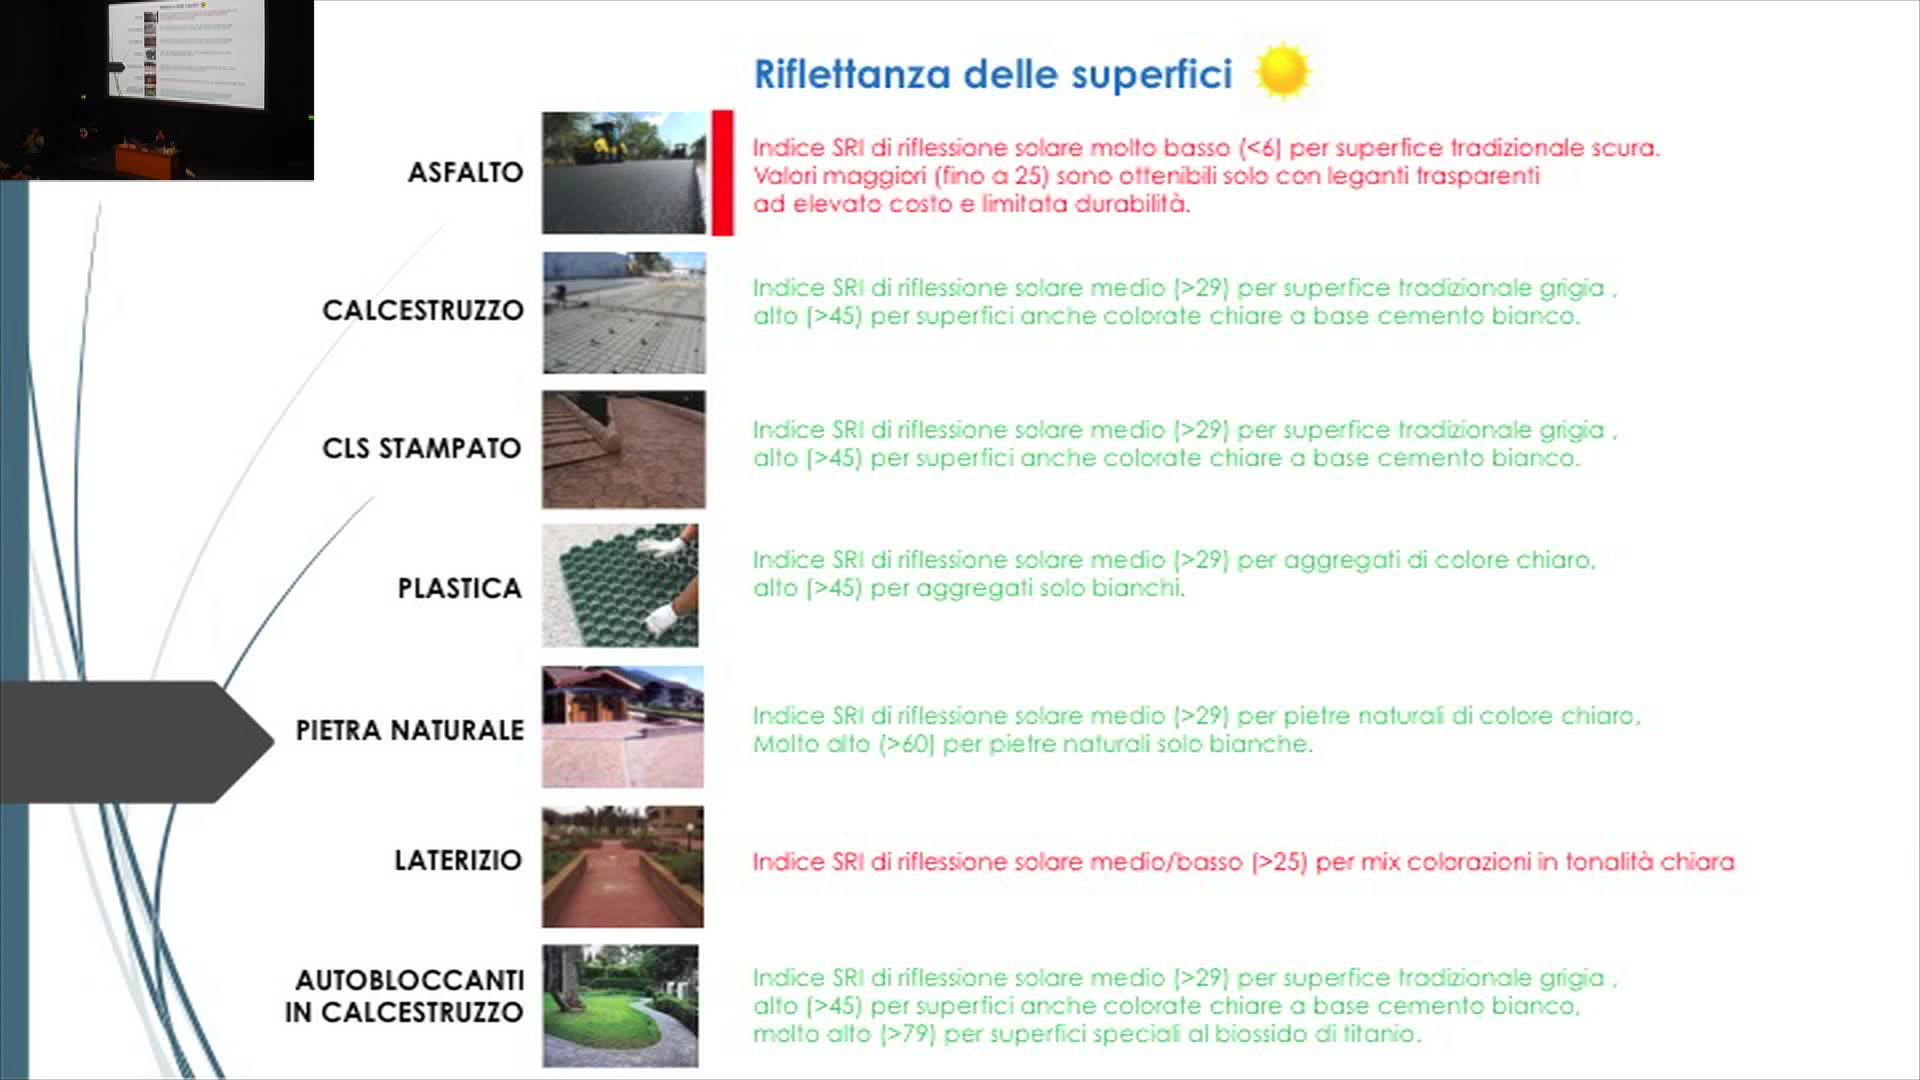 Riflettanza delle superfici
ASFALTO
Indice SRI di riflessione solare molto basso (<6) per superfice tradizionale scura.
Valori maggiori (fino a 25) sono ottenibili solo con leganti trasparenti
ad elevato costo e limitata durabilità.
CALCESTRUZZO
Indice SRI di riflessione solare medio (>29) per superfice tradizionale grigia ,
alto (>45) per superfici anche colorate chiare a base cemento bianco.
CLS STAMPATO
Indice SRI di riflessione solare medio (>29) per superfice tradizionale grigia ,
alto (>45) per superfici anche colorate chiare a base cemento bianco.
PLASTICA
Indice SRI di riflessione solare medio (>29) per aggregati di colore chiaro,
alto (>45) per aggregati solo bianchi.
PIETRA NATURALE
Indice SRI di riflessione solare medio (>29) per pietre naturali di colore chiaro,
Molto alto (>60) per pietre naturali solo bianche.
LATERIZIO
Indice SRI di riflessione solare medio/basso (>25) per mix colorazioni in tonalità chiara
AUTOBLOCCANTI
IN CALCESTRUZZO
Indice SRI di riflessione solare medio (>29) per superfice tradizionale grigia ,
alto (>45) per superfici anche colorate chiare a base cemento bianco,
molto alto (>79) per superfici speciali al biossido di titanio.